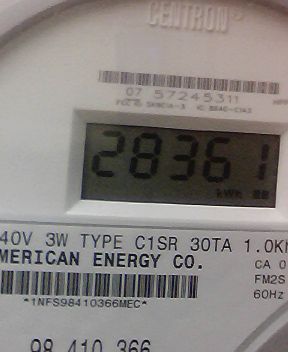 CENTRON®
07 57245311
28361
kWh
40V 3W TYPE C1SR 30TA 1.0K
MERICAN ENERGY CO.
CA 0
FM2S
60Hz
*1NFS98410366MEC*
98 410 366